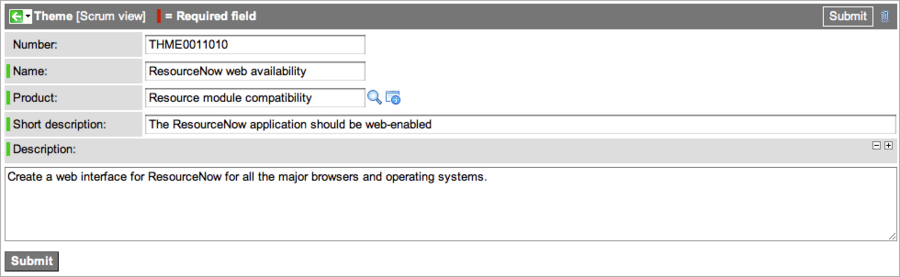 Theme [Scrum view] = Required field Submit
Number: THME0011010
Name: ResourceNow web availability
Product: Resource module compatibility
Short description: The ResourceNow application should be web-enabled
Description:
Create a web interface for ResourceNow for all the major browsers and operating systems.
Submit